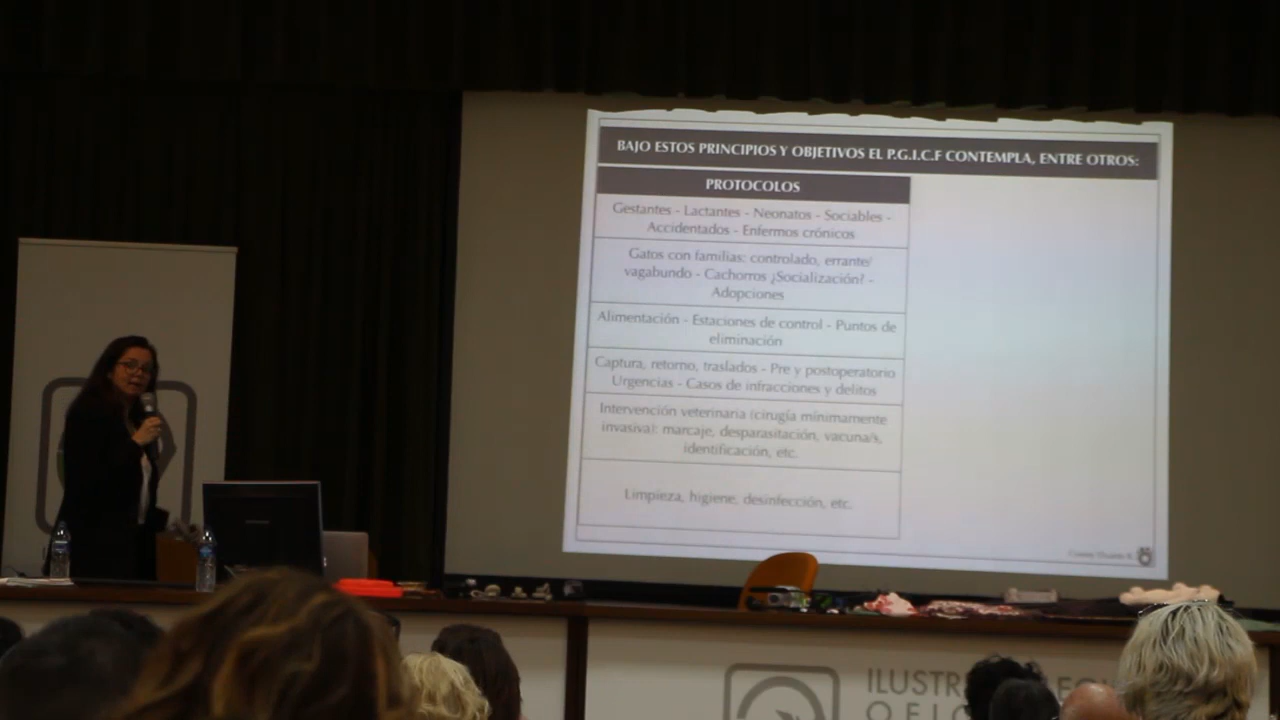 BAJO ESTOS PRINCIPIOS Y OBJETIVOS EL P.G.I.C.F CONTEMPLA, ENTRE OTROS:
PROTOCOLOS
Gestantes - Lactantes - Neonatos - Sociables -
Accidentados - Enfermos crónicos
Gatos con familias: controlado, errante/
vagabundo - Cachorros ¿Socialización? -
Adopciones
Alimentación - Estaciones de control - Puntos de
eliminación
Captura, retorno, traslados - Pre y postoperatorio
Urgencias - Casos de infracciones y delitos
Intervención veterinaria (cirugía mínimamente
invasiva): marcaje, desparasitación, vacuna/s,
identificación, etc.
Limpieza, higiene, desinfección, etc.